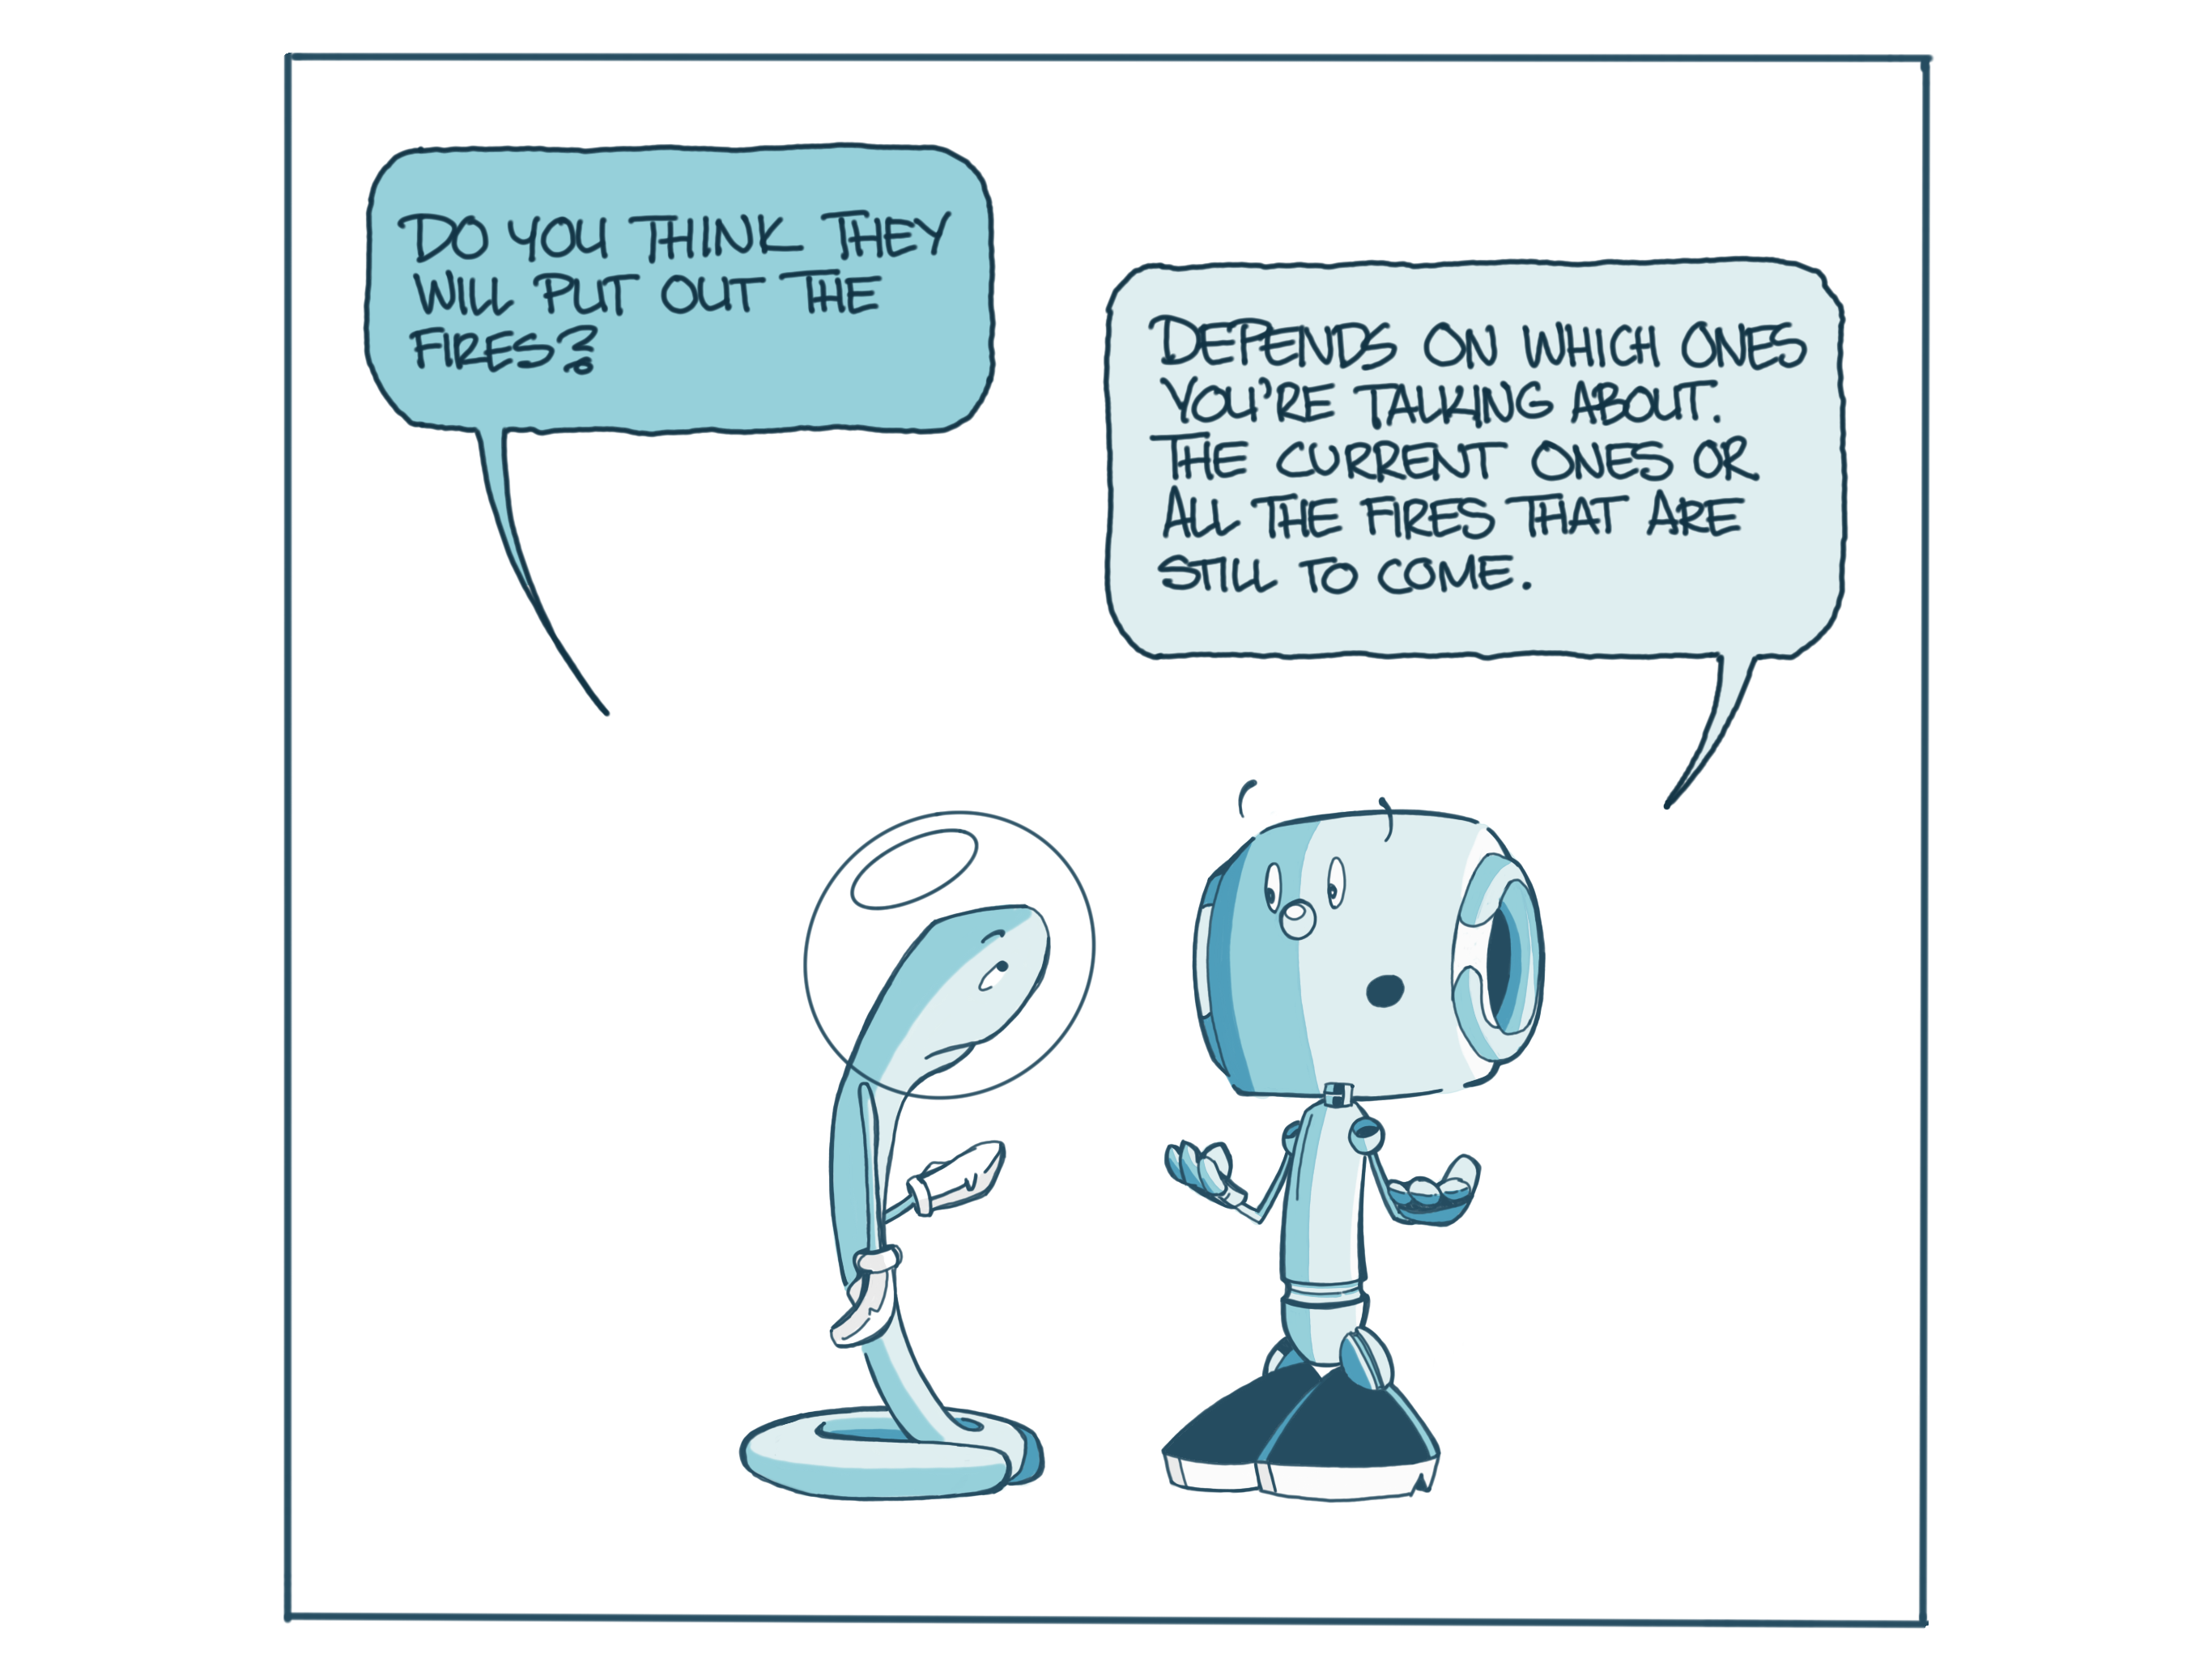 DO YOU THINK THEY
WILL PUT OUT THE
FIRES?
DEPENDS ON WHICH ONES
YOU'RE TALKING ABOUT.
THE CURRENT ONES OR
ALL THE FIRES THAT ARE
STILL TO COME.